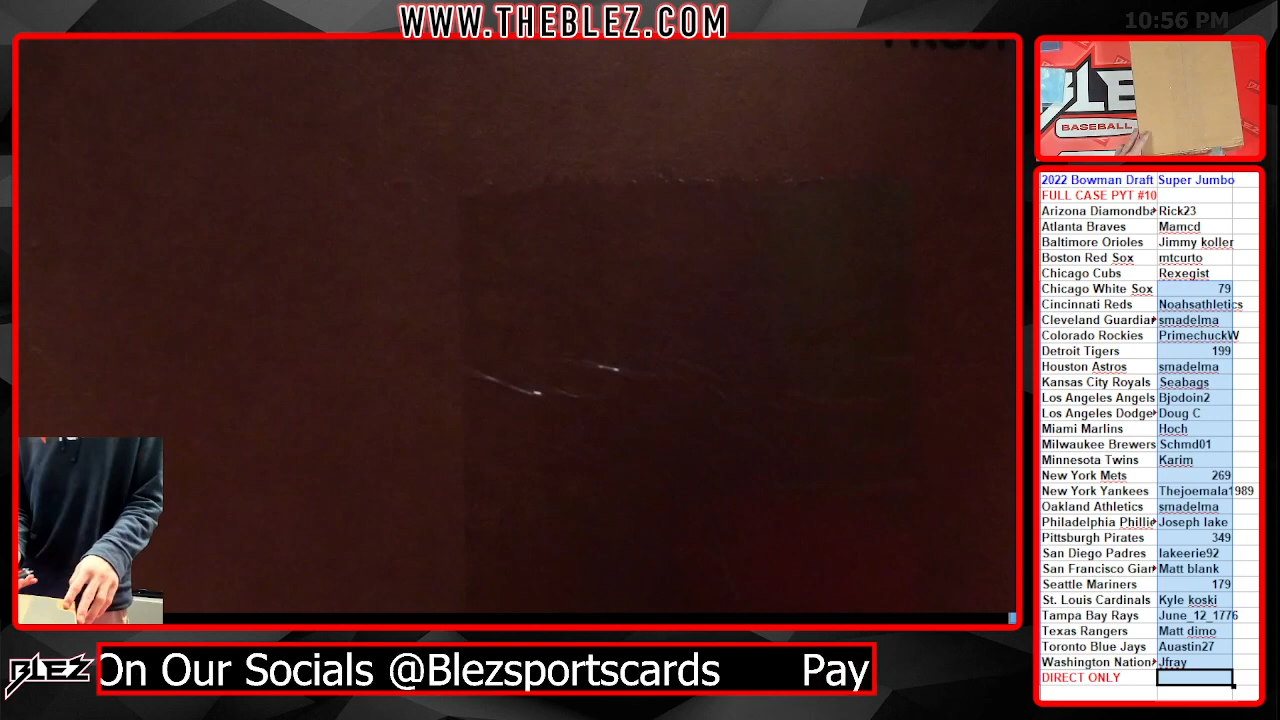 WWW.THEBLEZ.COM
10:56 PM
BLEZ
BASEBALL
2022 Bowman Draft Super Jumbo
FULL CASE PYT #10
Arizona Diamondba Rick23
Atlanta Braves Mamcd
Baltimore Orioles Jimmy koller
Boston Red Sox mtcurto
Chicago Cubs Rexegist
Chicago White Sox 79
Cincinnati Reds Noahsathletics
Cleveland Guardian smadelma
Colorado Rockies PrimechuckW
Detroit Tigers 199
Houston Astros smadelma
Kansas City Royals Seabags
Los Angeles Angels Bjodoin2
Los Angeles Dodge Doug C
Miami Marlins Hoch
Milwaukee Brewers Schmd01
Minnesota Twins Karim
New York Mets 269
New York Yankees Thejoemala1989
Oakland Athletics smadelma
Philadelphia Phillie Joseph lake
Pittsburgh Pirates 349
San Diego Padres lakeerie92
San Francisco Gian Matt blank
Seattle Mariners 179
St. Louis Cardinals Kyle koski
Tampa Bay Rays June_12_1776
Texas Rangers Matt dimo
Toronto Blue Jays Auastin27
Washington Nation Jfray
DIRECT ONLY
BLEZ On Our Socials @Blezsportscards Pay